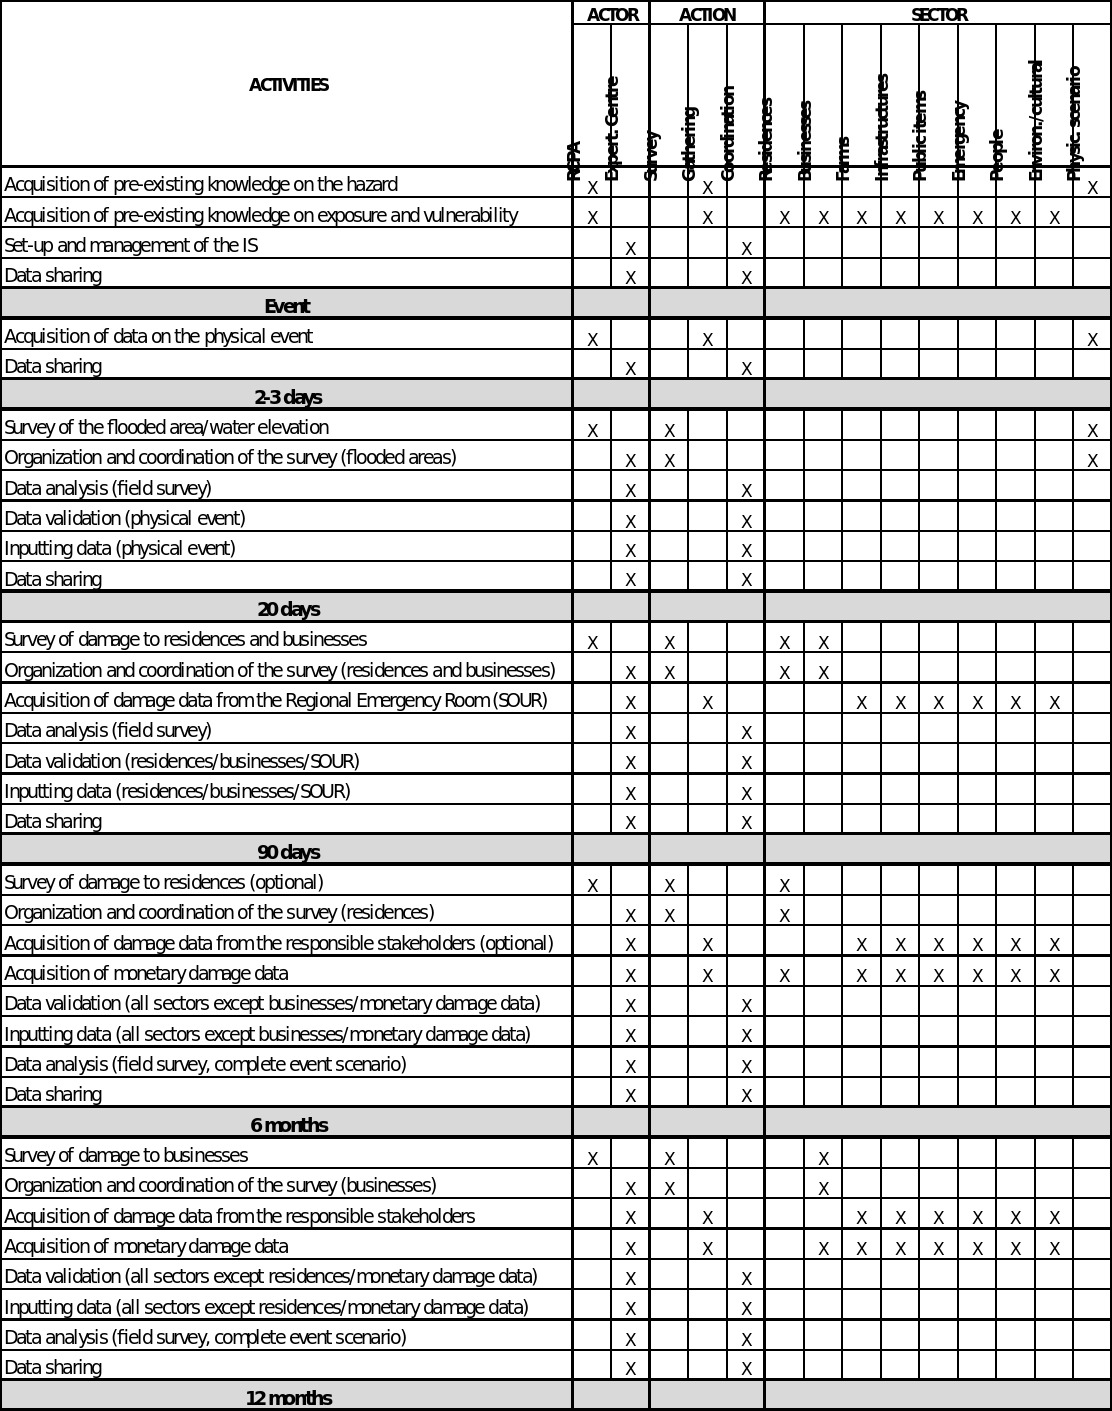 ACTOR ACTION SECTOR
ACTIVITIES
RCPA Expert. Centre Survey Gathering Coordination Residences Businesses Farms Infrastructures Public items Emergency People Environ./cultural Physic. scenario
Acquisition of pre-existing knowledge on the hazard X X X
Acquisition of pre-existing knowledge on exposure and vulnerability X X X X X X X X X X
Set-up and management of the IS X X
Data sharing X X
Event
Acquisition of data on the physical event X X X
Data sharing X X
2-3 days
Survey of the flooded area/water elevation X X X
Organization and coordination of the survey (flooded areas) X X X
Data analysis (field survey) X X
Data validation (physical event) X X
Inputting data (physical event) X X
Data sharing X X
20 days
Survey of damage to residences and businesses X X X X
Organization and coordination of the survey (residences and businesses) X X X X
Acquisition of damage data from the Regional Emergency Room (SOUR) X X X X X X X X
Data analysis (field survey) X X
Data validation (residences/businesses/SOUR) X X
Inputting data (residences/businesses/SOUR) X X
Data sharing X X
90 days
Survey of damage to residences (optional) X X X
Organization and coordination of the survey (residences) X X X
Acquisition of damage data from the responsible stakeholders (optional) X X X X X X X X
Acquisition of monetary damage data X X X X X X X X X
Data validation (all sectors except businesses/monetary damage data) X X
Inputting data (all sectors except businesses/monetary damage data) X X
Data analysis (field survey, complete event scenario) X X
Data sharing X X
6 months
Survey of damage to businesses X X X
Organization and coordination of the survey (businesses) X X X
Acquisition of damage data from the responsible stakeholders X X X X X X X X
Acquisition of monetary damage data X X X X X X X X X
Data validation (all sectors except residences/monetary damage data) X X
Inputting data (all sectors except residences/monetary damage data) X X
Data analysis (field survey, complete event scenario) X X
Data sharing X X
12 months